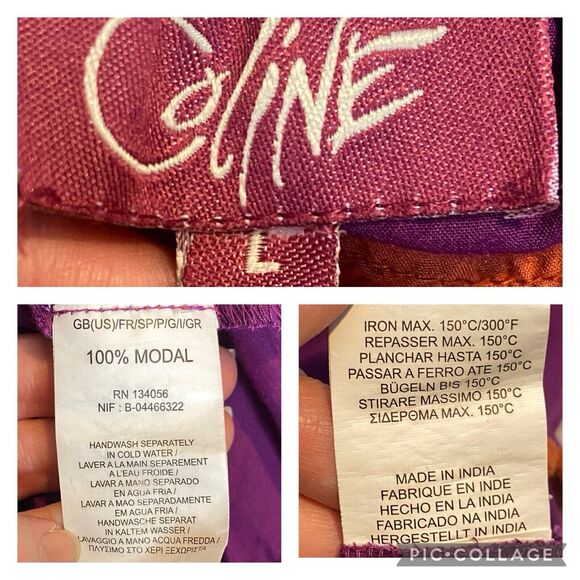 Coline
L
GB(US)/FR/SP/P/G/I/GR
100% MODAL
RN 134056
NIF : B-04466322
HANDWASH SEPARATELY
IN COLD WATER /
LAVER A LA MAIN SEPAREMENT
A L'EAU FROIDE /
LAVAR A MANO SEPARADO
EN AGUA FRIA /
LAVAR A MAO SEPARADAMENTE
EM AGUA FRIA /
HANDWASCHE SEPARAT
IN KALTEM WASSER /
LAVAGGIO A MANO ACQUA FREDDA /
ΠΛΥΣΙΜΟ ΣΤΟ ΧΕΡΙ ΞΕΧΩΡΙΣΤΑ
IRON MAX. 150°C/300°F
REPASSER MAX. 150°C
PLANCHAR HASTA 150°C
PASSAR A FERRO ATE 150°C
BÜGELN BIS 150°C
STIRARE MASSIMO 150°C
ΣΙΔΕΡΩΜΑ MAX. 150°C
MADE IN INDIA
FABRIQUE EN INDE
HECHO EN LA INDIA
FABRICADO NA INDIA
HERGESTELLT IN INDIA
PIC•COLLAGE